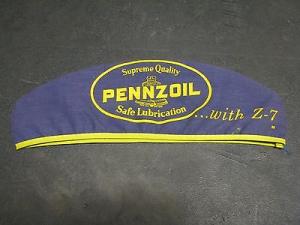 Supreme Quality
PENNZOIL
Safe Lubrication
...with Z-7